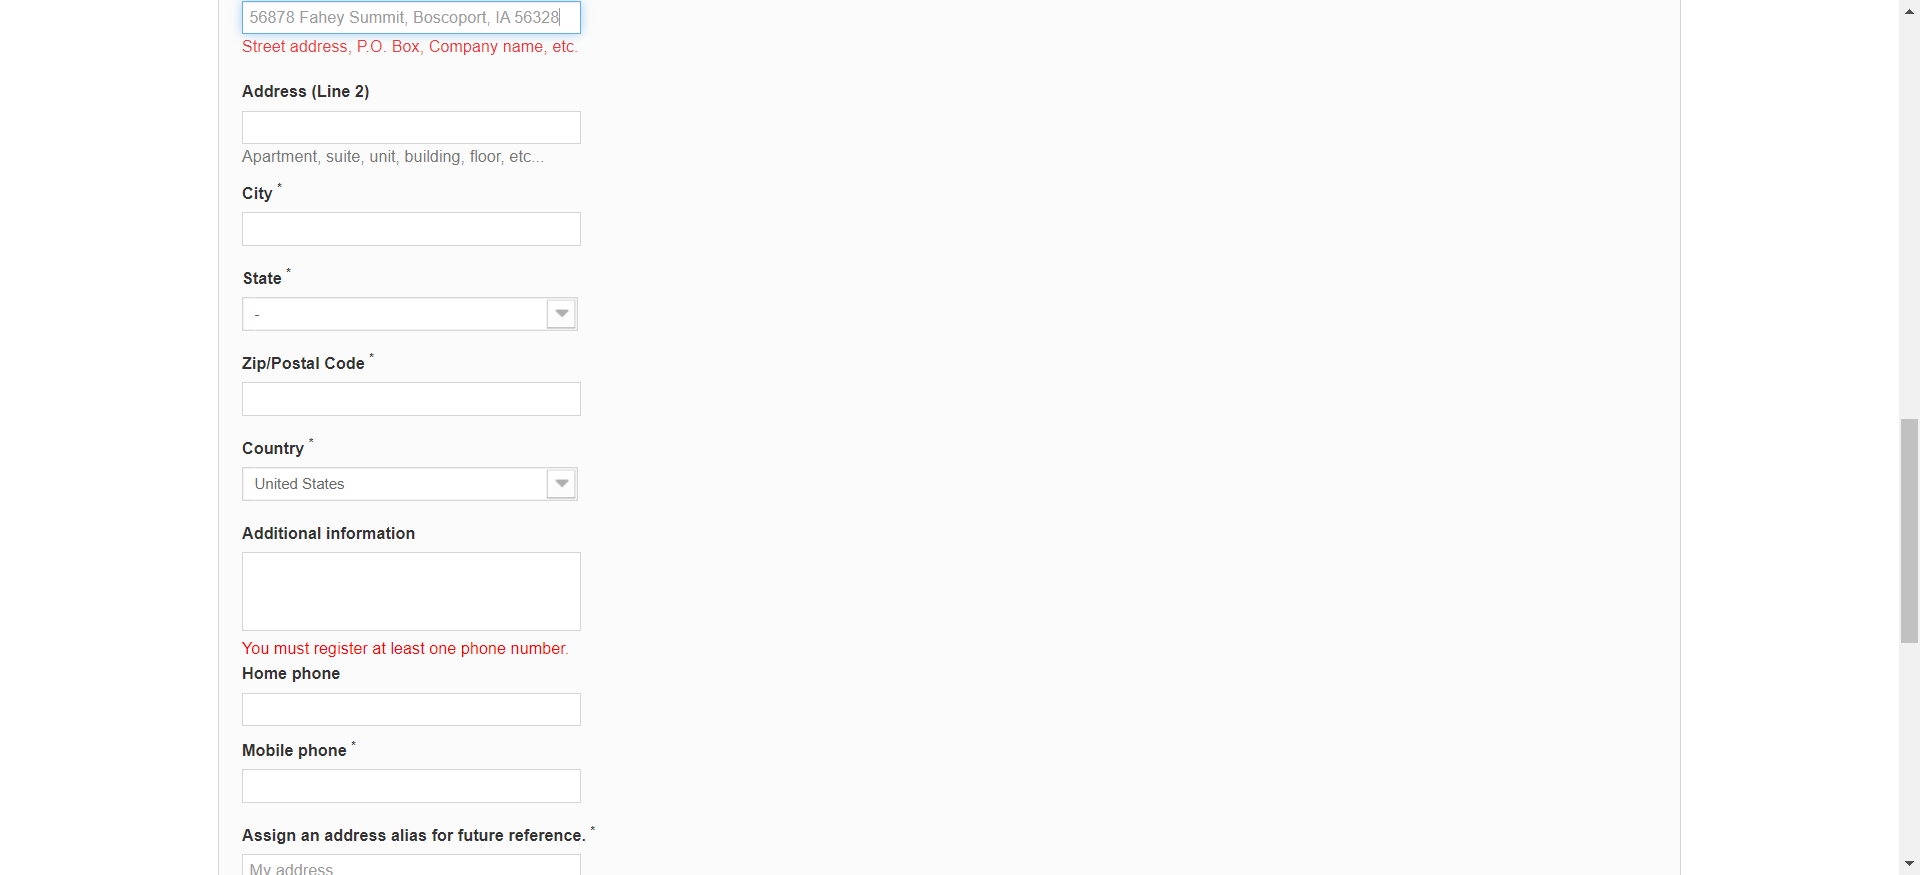 56878 Fahey Summit, Boscoport, IA 56328
Street address, P.O. Box, Company name, etc.
Address (Line 2)
Apartment, suite, unit, building, floor, etc...
City *
State *
-
Zip/Postal Code *
Country *
United States
Additional information
You must register at least one phone number.
Home phone
Mobile phone *
Assign an address alias for future reference. *
My address